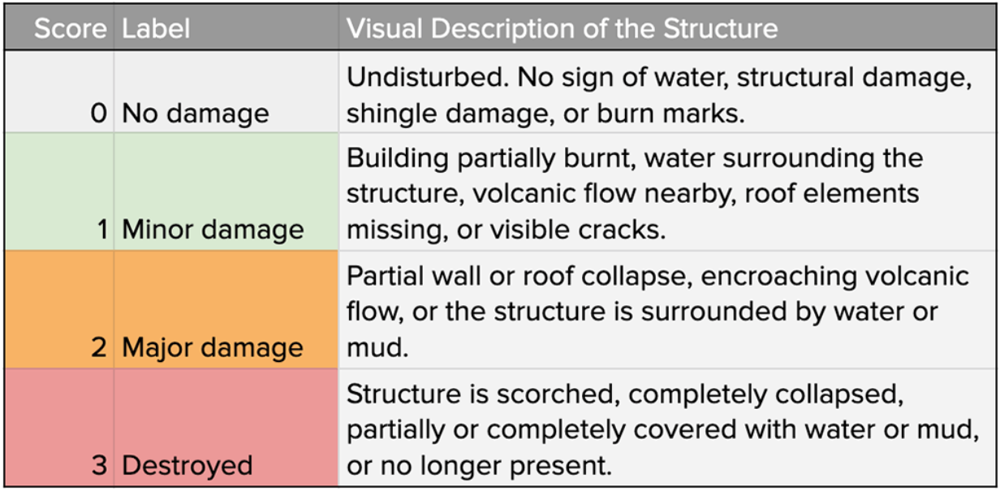 Score Label Visual Description of the Structure
Undisturbed. No sign of water, structural damage,
0 No damage shingle damage, or burn marks.
Building partially burnt, water surrounding the
structure, volcanic flow nearby, roof elements
1 Minor damage missing, or visible cracks.
Partial wall or roof collapse, encroaching volcanic
flow, or the structure is surrounded by water or
2 Major damage mud.
Structure is scorched, completely collapsed,
partially or completely covered with water or mud,
3 Destroyed or no longer present.